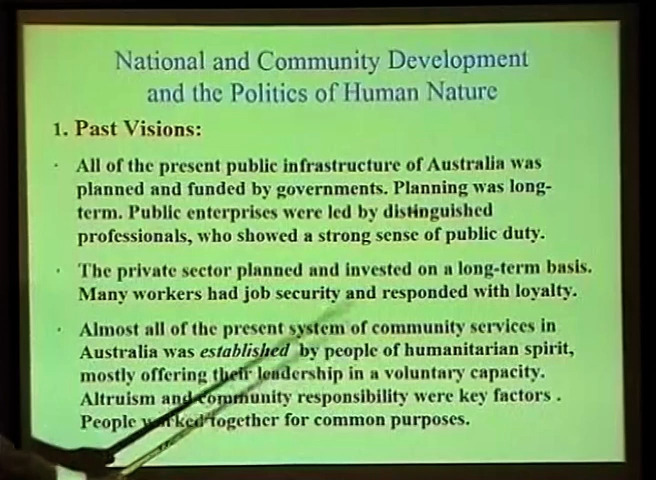 National and Community Development
and the Politics of Human Nature
1. Past Visions:
· All of the present public infrastructure of Australia was
planned and funded by governments. Planning was long-
term. Public enterprises were led by distinguished
professionals, who showed a strong sense of public duty.
· The private sector planned and invested on a long-term basis.
Many workers had job security and responded with loyalty.
· Almost all of the present system of community services in
Australia was established by people of humanitarian spirit,
mostly offering their leadership in a voluntary capacity.
Altruism and community responsibility were key factors .
People worked together for common purposes.